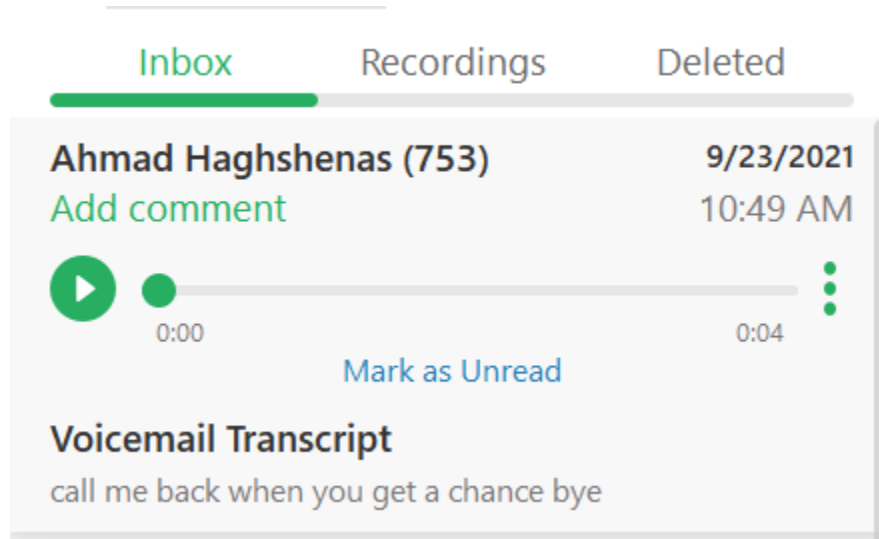 Inbox Recordings Deleted
Ahmad Haghshenas (753) 9/23/2021
Add comment 10:49 AM
0:00 0:04
Mark as Unread
Voicemail Transcript
call me back when you get a chance bye